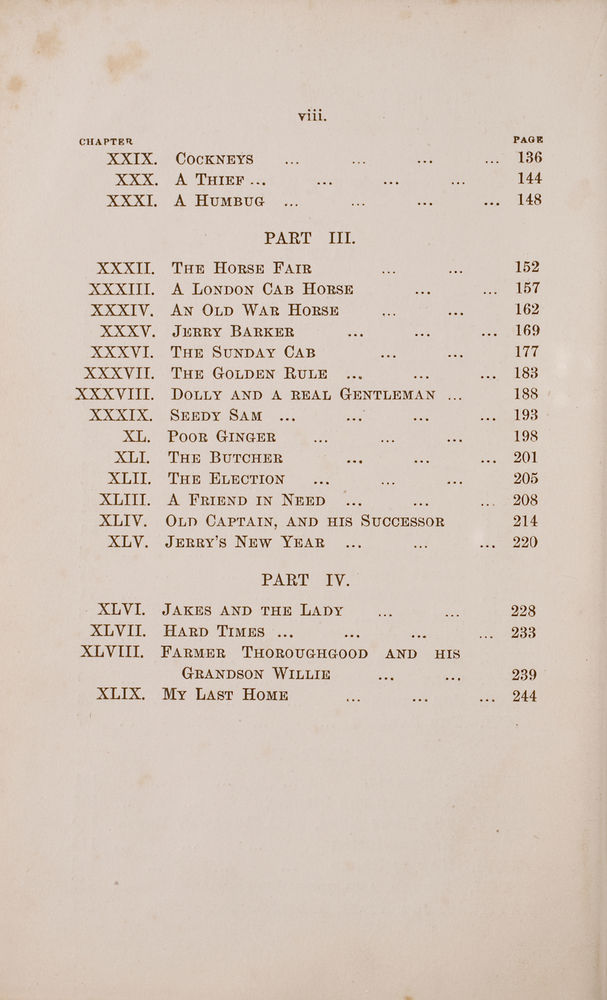 viii.
CHAPTER PAGE
XXIX. COCKNEYS ... ... ... ... 136
XXX. A THIEF ... ... ... ... 144
XXXI. A HUMBUG ... ... ... ... 148
PART III.
XXXII. THE HORSE FAIR ... ... 152
XXXIII. A LONDON CAB HORSE ... ... 157
XXXIV. AN OLD WAR HORSE ... ... 162
XXXV. JERRY BARKER ... ... ... 169
XXXVI. THE SUNDAY CAB ... ... 177
XXXVII. THE GOLDEN RULE ... ... ... 183
XXXVIII. DOLLY AND A REAL GENTLEMAN ... 188
XXXIX. SEEDY SAM ... ... ... ... 193
XL. POOR GINGER ... ... ... 198
XLI. THE BUTCHER ... ... ... 201
XLII. THE ELECTION ... ... ... 205
XLIII. A FRIEND IN NEED ... ... ... 208
XLIV. OLD CAPTAIN, AND HIS SUCCESSOR 214
XLV. JERRY'S NEW YEAR ... ... ... 220
PART IV.
XLVI. JAKES AND THE LADY ... ... 228
XLVII. HARD TIMES ... ... ... ... 233
XLVIII. FARMER THOROUGHGOOD AND HIS
GRANDSON WILLIE ... ... 239
XLIX. MY LAST HOME ... ... ... 244